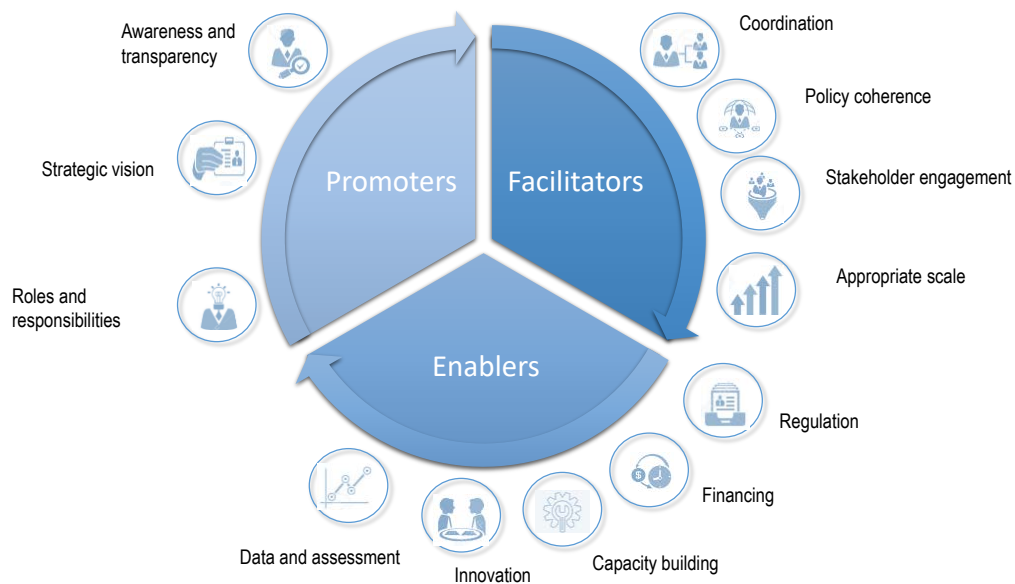 Awareness and
transparency
Strategic vision
Roles and
responsibilities
Promoters
Facilitators
Enablers
Coordination
Policy coherence
Stakeholder engagement
Appropriate scale
Regulation
Financing
Capacity building
Innovation
Data and assessment